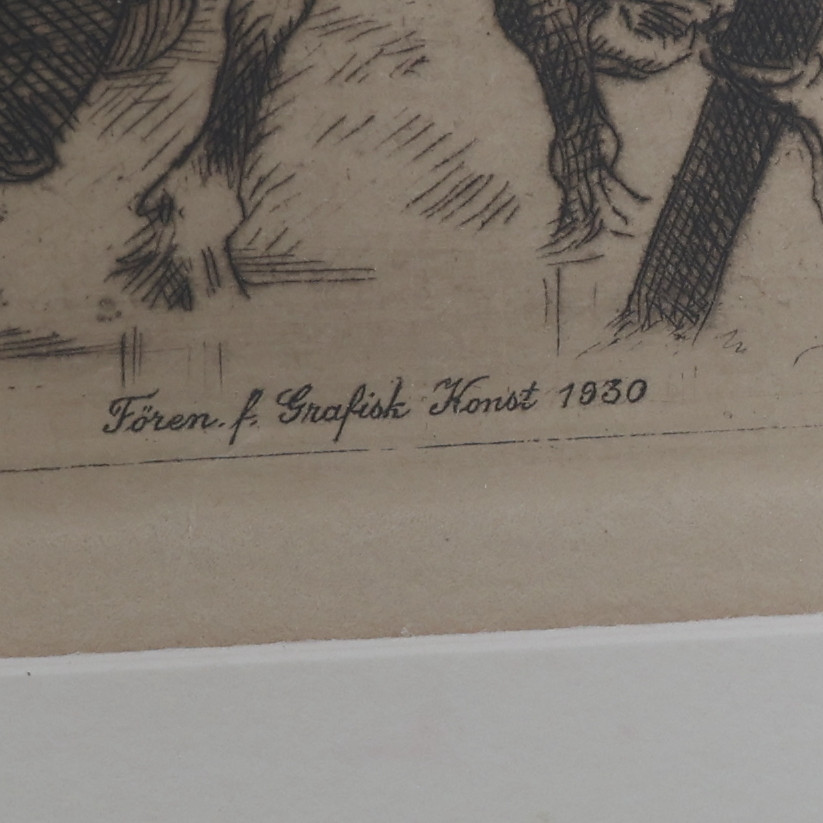 Fören. f. Grafisk Konst 1930